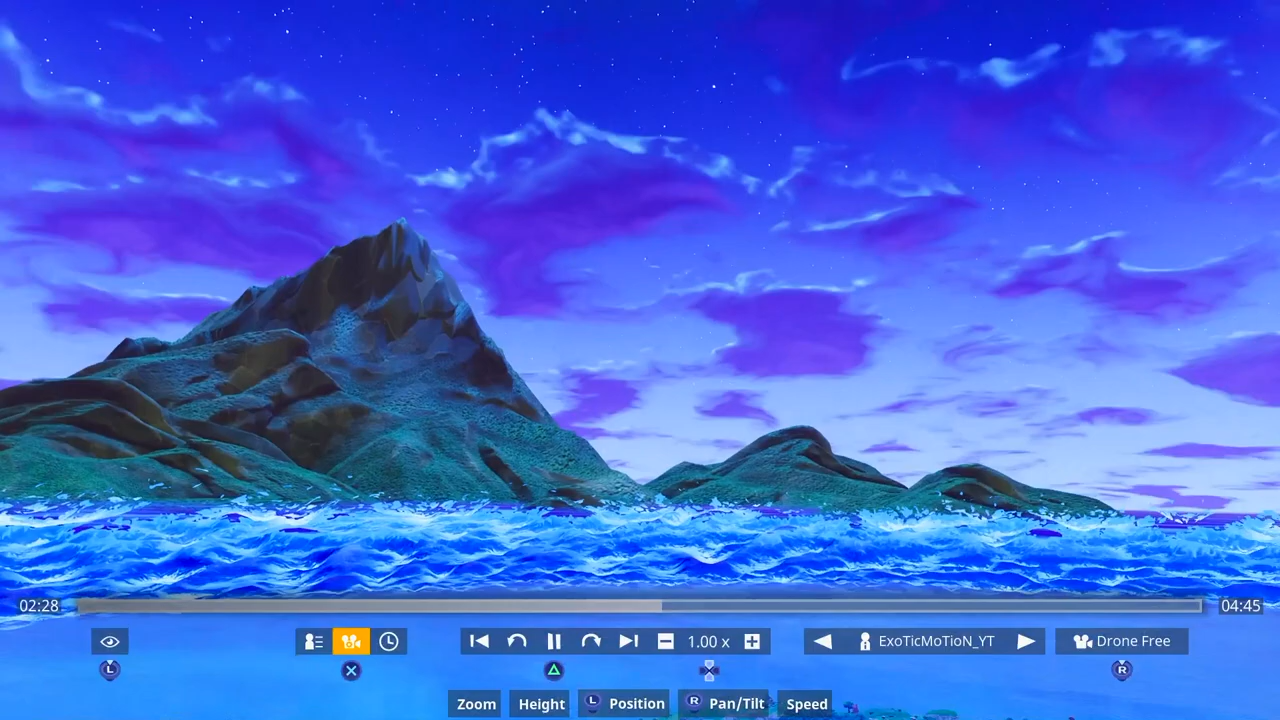 02:28
04:45
1.00 x
ExoTicMoTioN_YT
Drone Free
L
R
Zoom
Height
L Position
R Pan/Tilt
Speed